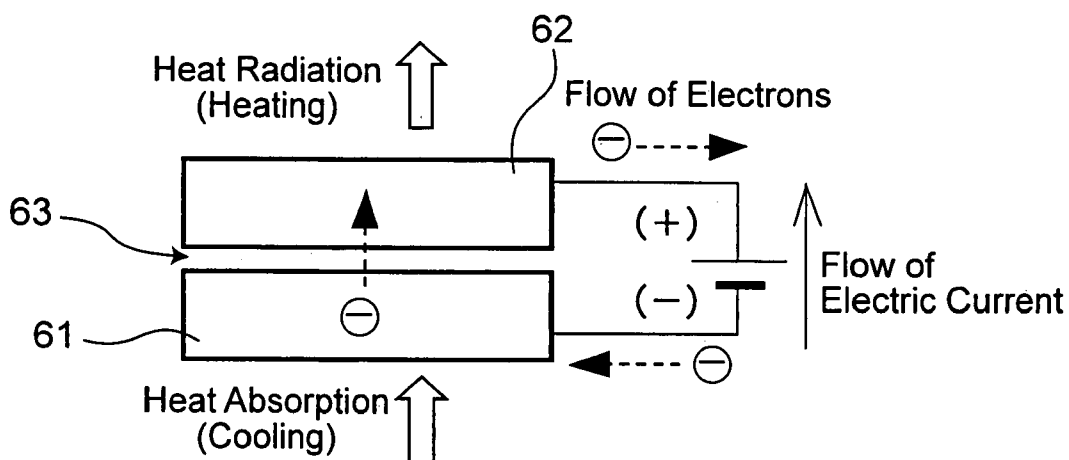 62
Heat Radiation
(Heating)
Flow of Electrons
63
(+)
(−)
Flow of
Electric Current
61
Heat Absorption
(Cooling)